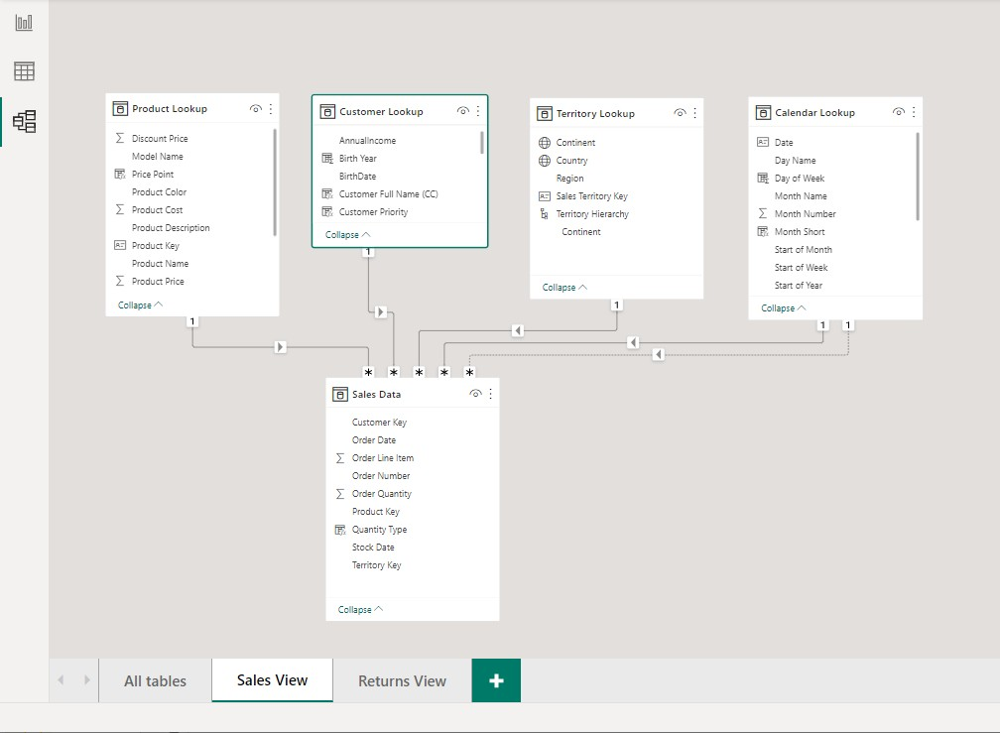 Product Lookup
Discount Price
Model Name
Price Point
Product Color
Product Cost
Product Description
Product Key
Product Name
Product Price
Collapse
1
Customer Lookup
AnnualIncome
Birth Year
BirthDate
Customer Full Name (CC)
Customer Priority
Collapse
1
Territory Lookup
Continent
Country
Region
Sales Territory Key
Territory Hierarchy
Continent
Collapse
1
Calendar Lookup
Date
Day Name
Day of Week
Month Name
Month Number
Month Short
Start of Month
Start of Week
Start of Year
Collapse
1 1
* * * * *
Sales Data
Customer Key
Order Date
Order Line Item
Order Number
Order Quantity
Product Key
Quantity Type
Stock Date
Territory Key
Collapse
All tables Sales View Returns View